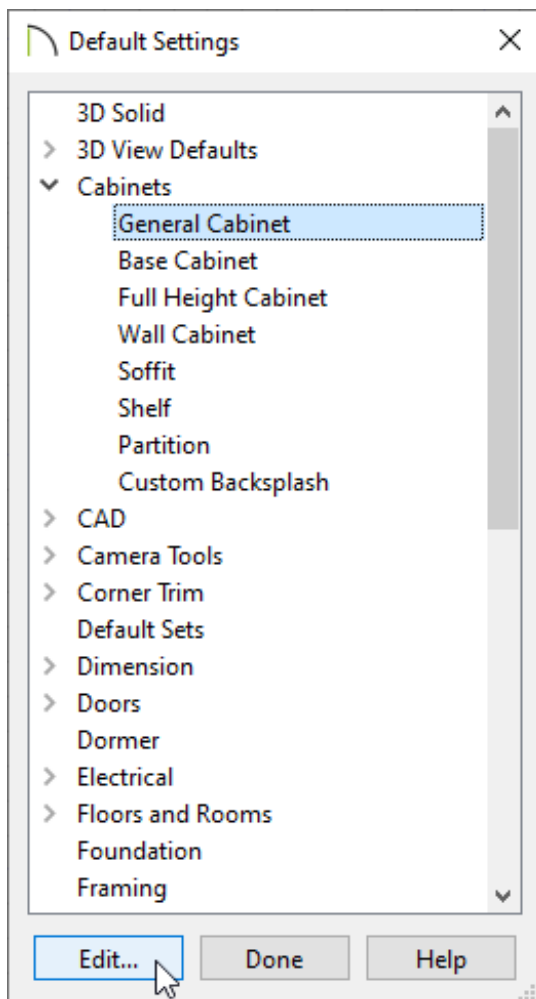 Default Settings
3D Solid
3D View Defaults
Cabinets
General Cabinet
Base Cabinet
Full Height Cabinet
Wall Cabinet
Soffit
Shelf
Partition
Custom Backsplash
CAD
Camera Tools
Corner Trim
Default Sets
Dimension
Doors
Dormer
Electrical
Floors and Rooms
Foundation
Framing
Edit... Done Help